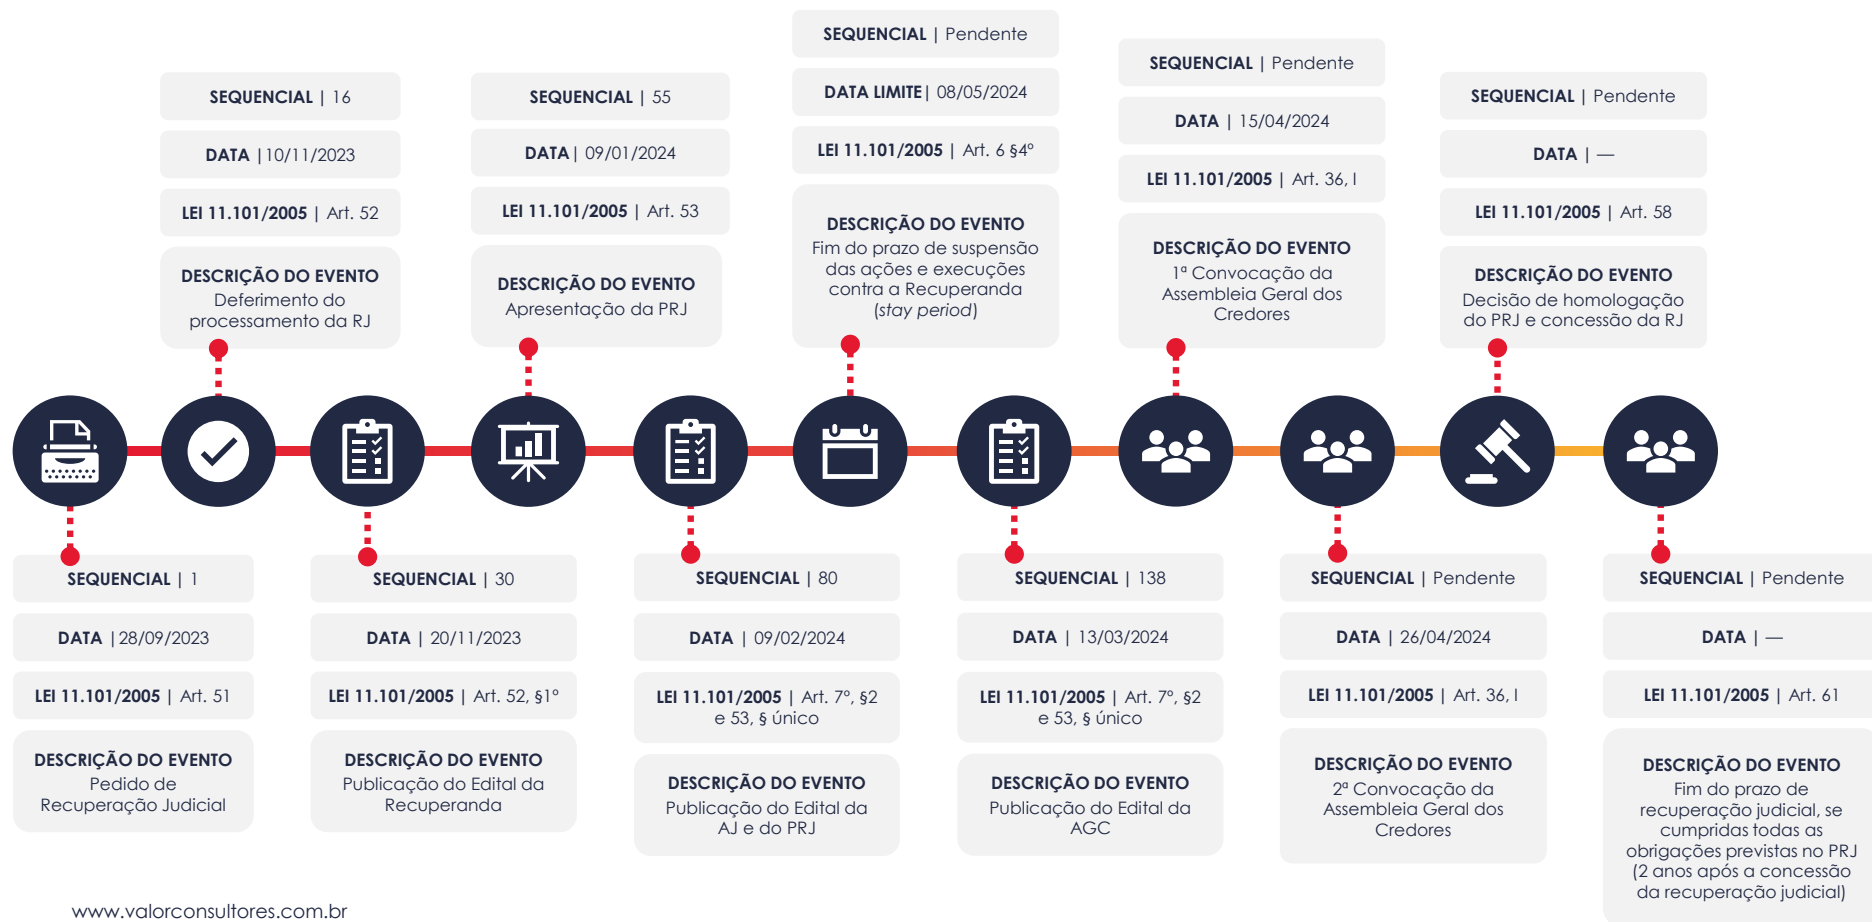 SEQUENCIAL | 16
DATA |10/11/2023
LEI 11.101/2005 | Art. 52
DESCRIÇÃO DO EVENTO
Deferimento do
processamento da RJ
SEQUENCIAL | 55
DATA| 09/01/2024
LEI 11.101/2005 | Art. 53
DESCRIÇÃO DO EVENTO
Apresentação da PRJ
SEQUENCIAL | Pendente
DATA LIMITE| 08/05/2024
LEI 11.101/2005 | Art. 6 §4º
DESCRIÇÃO DO EVENTO
Fim do prazo de suspensão
das ações e execuções
contra a Recuperanda
(stay period)
SEQUENCIAL | Pendente
DATA | 15/04/2024
LEI 11.101/2005 | Art. 36, I
DESCRIÇÃO DO EVENTO
1ª Convocação da
Assembleia Geral dos
Credores
SEQUENCIAL | Pendente
DATA | —
LEI 11.101/2005 | Art. 58
DESCRIÇÃO DO EVENTO
Decisão de homologação
do PRJ e concessão da RJ
SEQUENCIAL | 1
DATA |28/09/2023
LEI 11.101/2005 | Art. 51
DESCRIÇÃO DO EVENTO
Pedido de
Recuperação Judicial
SEQUENCIAL | 30
DATA | 20/11/2023
LEI 11.101/2005 | Art. 52, §1º
DESCRIÇÃO DO EVENTO
Publicação do Edital da
Recuperanda
SEQUENCIAL | 80
DATA | 09/02/2024
LEI 11.101/2005 | Art. 7º, §2
e 53, § único
DESCRIÇÃO DO EVENTO
Publicação do Edital da
AJ e do PRJ
SEQUENCIAL | 138
DATA | 13/03/2024
LEI 11.101/2005 | Art. 7º, §2
e 53, § único
DESCRIÇÃO DO EVENTO
Publicação do Edital da
AGC
SEQUENCIAL | Pendente
DATA | 26/04/2024
LEI 11.101/2005 | Art. 36, I
DESCRIÇÃO DO EVENTO
2ª Convocação da
Assembleia Geral dos
Credores
SEQUENCIAL | Pendente
DATA | —
LEI 11.101/2005 | Art. 61
DESCRIÇÃO DO EVENTO
Fim do prazo de
recuperação judicial, se
cumpridas todas as
obrigações previstas no PRJ
(2 anos após a concessão
da recuperação judicial)
www.valorconsultores.com.br